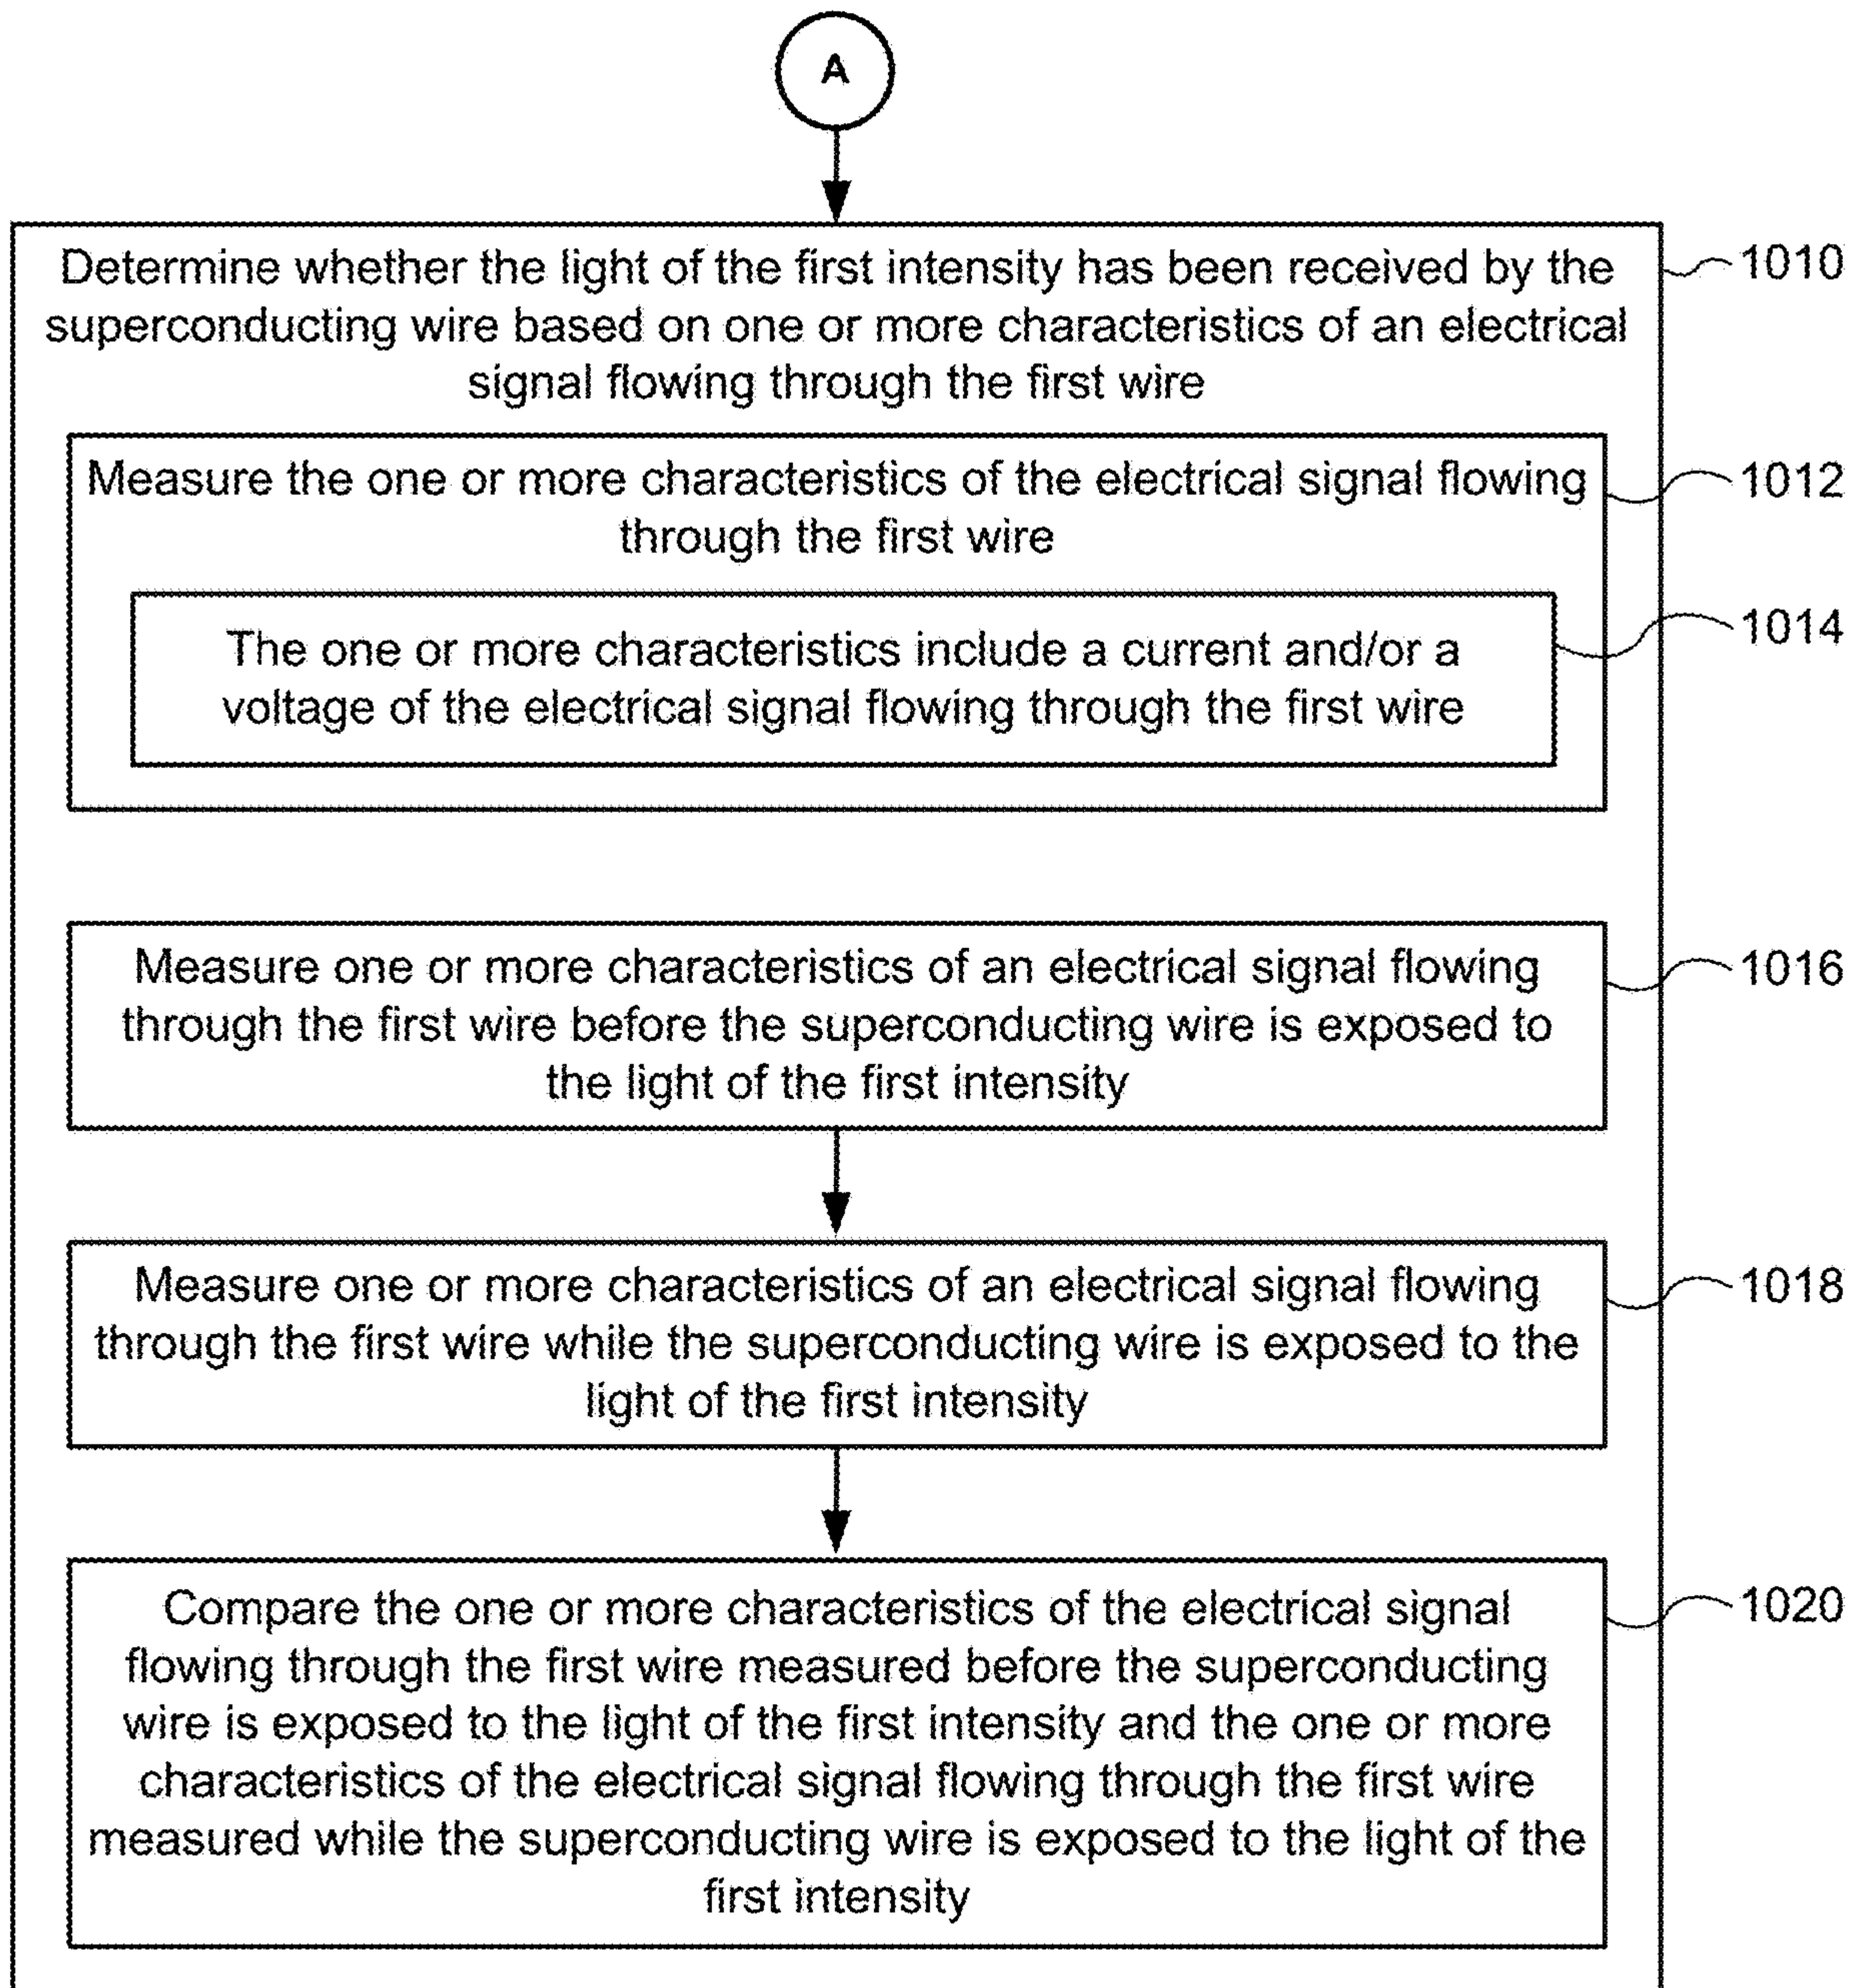 A
Determine whether the light of the first intensity has been received by the
superconducting wire based on one or more characteristics of an electrical
signal flowing through the first wire
1010
Measure the one or more characteristics of the electrical signal flowing
through the first wire
1012
The one or more characteristics include a current and/or a
voltage of the electrical signal flowing through the first wire
1014
Measure one or more characteristics of an electrical signal flowing
through the first wire before the superconducting wire is exposed to
the light of the first intensity
1016
Measure one or more characteristics of an electrical signal flowing
through the first wire while the superconducting wire is exposed to the
light of the first intensity
1018
Compare the one or more characteristics of the electrical signal
flowing through the first wire measured before the superconducting
wire is exposed to the light of the first intensity and the one or more
characteristics of the electrical signal flowing through the first wire
measured while the superconducting wire is exposed to the light of the
first intensity
1020